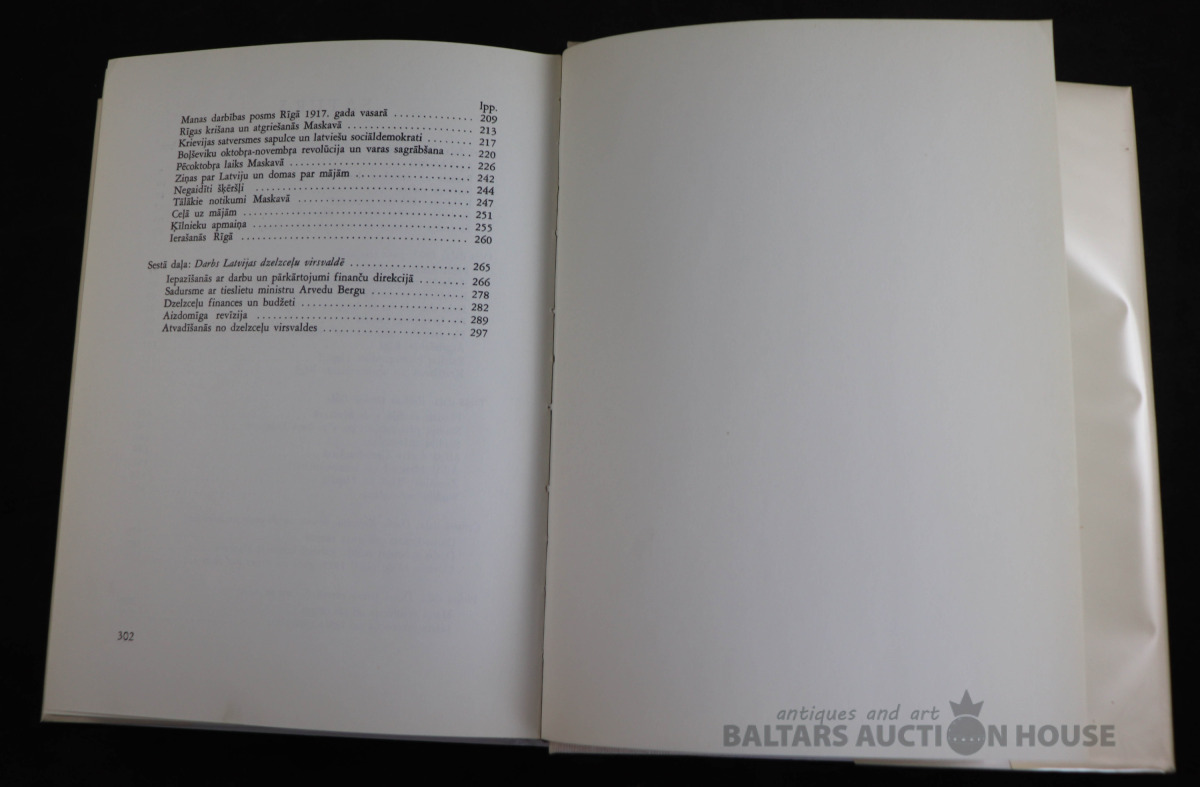 lpp.
Manas darbības posms Rīgā 1917. gada vasarā .............. 209
Rīgas krišana un atgriešanās Maskavā .................... 213
Krievijas satversmes sapulce un latviešu sociāldemokrati ........ 217
Boļševiku oktobŗa-novembŗa revolūcija un varas sagrābšana .... 220
Pēcoktobŗa laiks Maskavā ............................. 226
Ziņas par Latviju un domas par mājām .................. 242
Negaidīti šķēršļi .................................. 244
Tālākie notikumi Maskavā ............................ 247
Ceļā uz mājām .................................... 251
Ķīlnieku apmaiņa ................................... 255
Ierašanās Rīgā .................................... 260
Sestā daļa: Darbs Latvijas dzelzceļu virsvaldē .................. 265
Iepazīšanās ar darbu un pārkārtojumi finanču direkcijā ........ 266
Sadursme ar tieslietu ministru Arvedu Bergu ............... 278
Dzelzceļu finances un budžeti ......................... 282
Aizdomīga revīzija ................................. 289
Atvadīšanās no dzelzceļu virsvaldes ...................... 297
302
antiques and art
BALTARS AUCTION HOUSE